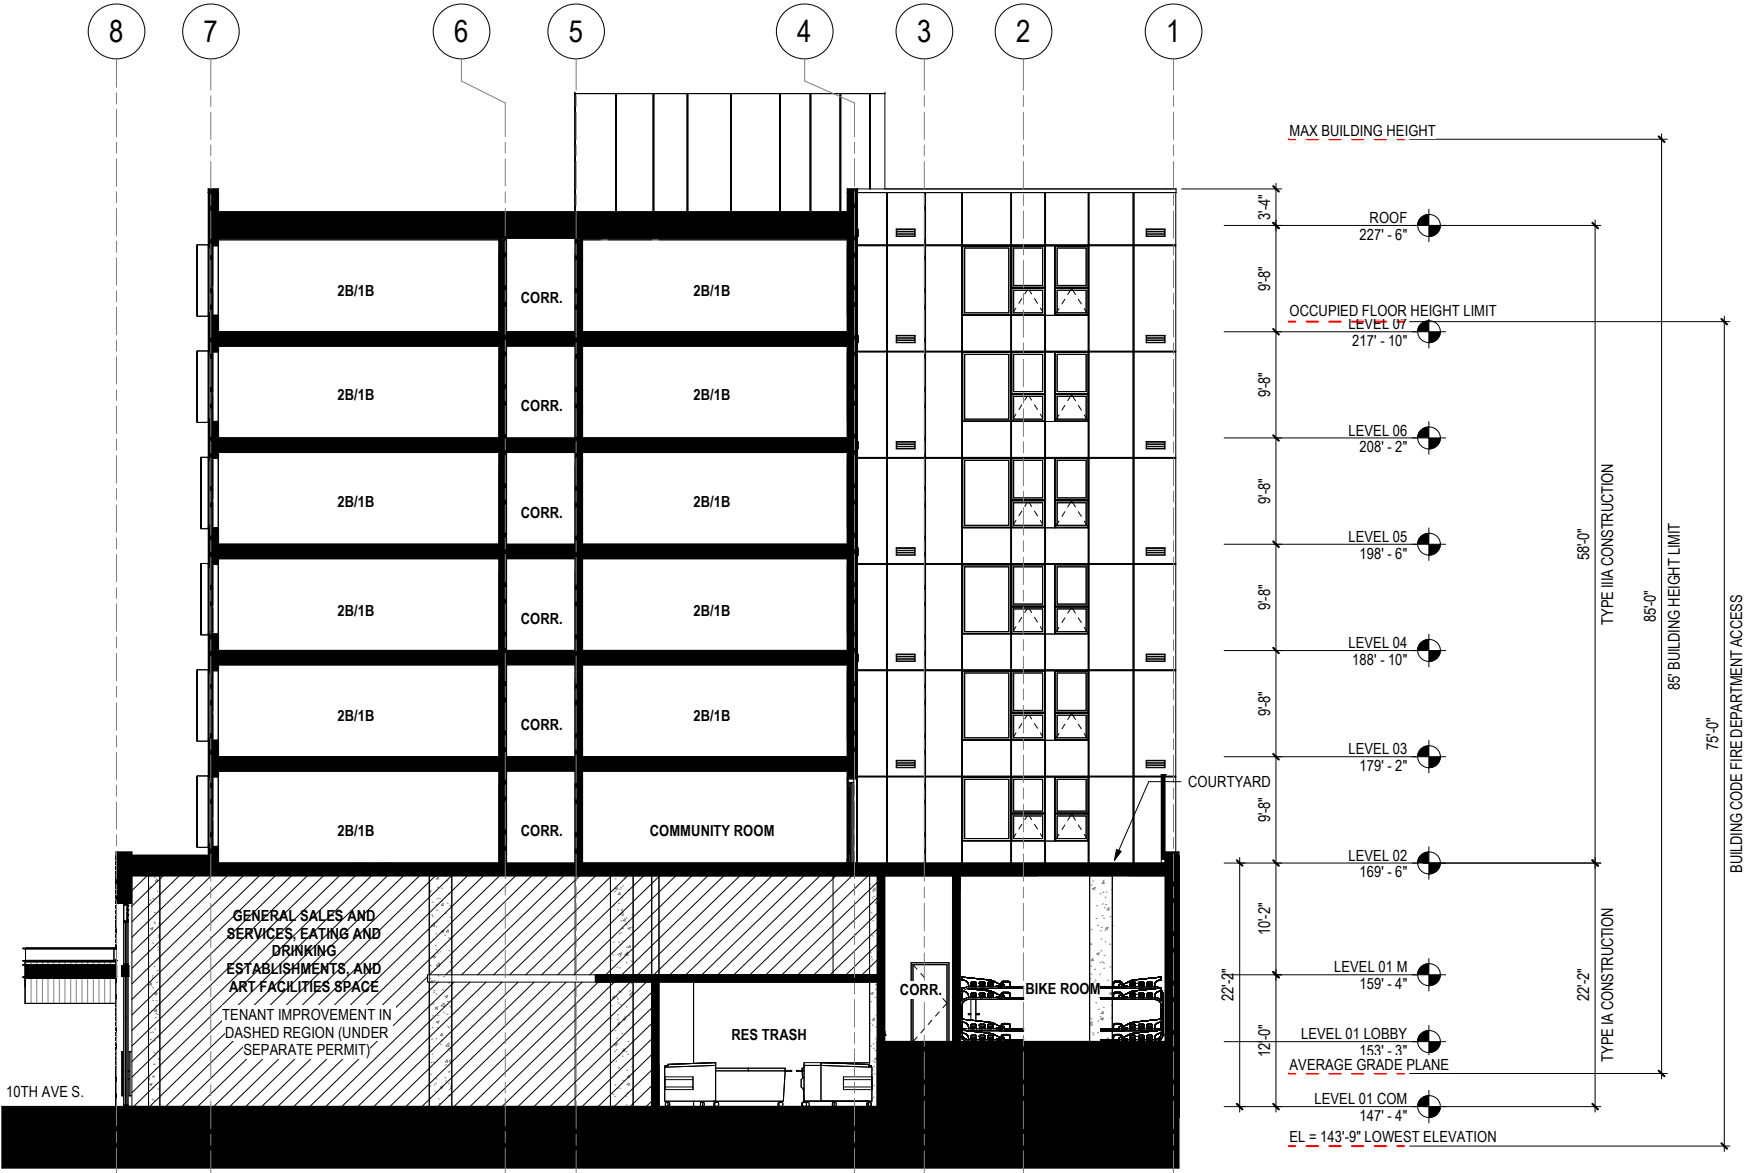 8
7
6
5
4
3
2
1
MAX BUILDING HEIGHT
3'-4"
ROOF
227' - 6"
9'-8"
2B/1B
CORR.
2B/1B
OCCUPIED FLOOR HEIGHT LIMIT
LEVEL 07
217' - 10"
9'-8"
2B/1B
CORR.
2B/1B
LEVEL 06
208' - 2"
9'-8"
2B/1B
CORR.
2B/1B
LEVEL 05
198' - 6"
9'-8"
2B/1B
CORR.
2B/1B
LEVEL 04
188' - 10"
9'-8"
2B/1B
CORR.
2B/1B
LEVEL 03
179' - 2"
9'-8"
COURTYARD
2B/1B
CORR.
COMMUNITY ROOM
LEVEL 02
169' - 6"
10'-2"
GENERAL SALES AND
SERVICES, EATING AND
DRINKING
ESTABLISHMENTS, AND
ART FACILITIES SPACE
TENANT IMPROVEMENT IN
DASHED REGION (UNDER
SEPARATE PERMIT)
RES TRASH
CORR.
BIKE ROOM
22'-2"
LEVEL 01 M
159' - 4"
12'-0"
LEVEL 01 LOBBY
153' - 3"
AVERAGE GRADE PLANE
10TH AVE S.
LEVEL 01 COM
147' - 4"
EL = 143'-9" LOWEST ELEVATION
58'-0"
TYPE IIIA CONSTRUCTION
22'-2"
TYPE IA CONSTRUCTION
85'-0"
85' BUILDING HEIGHT LIMIT
75'-0"
BUILDING CODE FIRE DEPARTMENT ACCESS